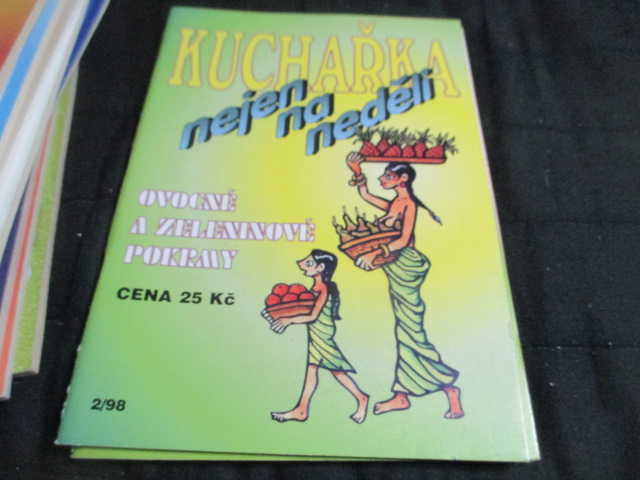 KUCHAŘKA
nejen
na
neděli
OVOCNÉ
A ZELENINOVÉ
POKRMY
CENA 25 Kč
2/98